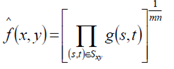 f̂(x, y) = [ ∏_{(s,t)∈S_{xy}} g(s,t) ]^{1/mn}